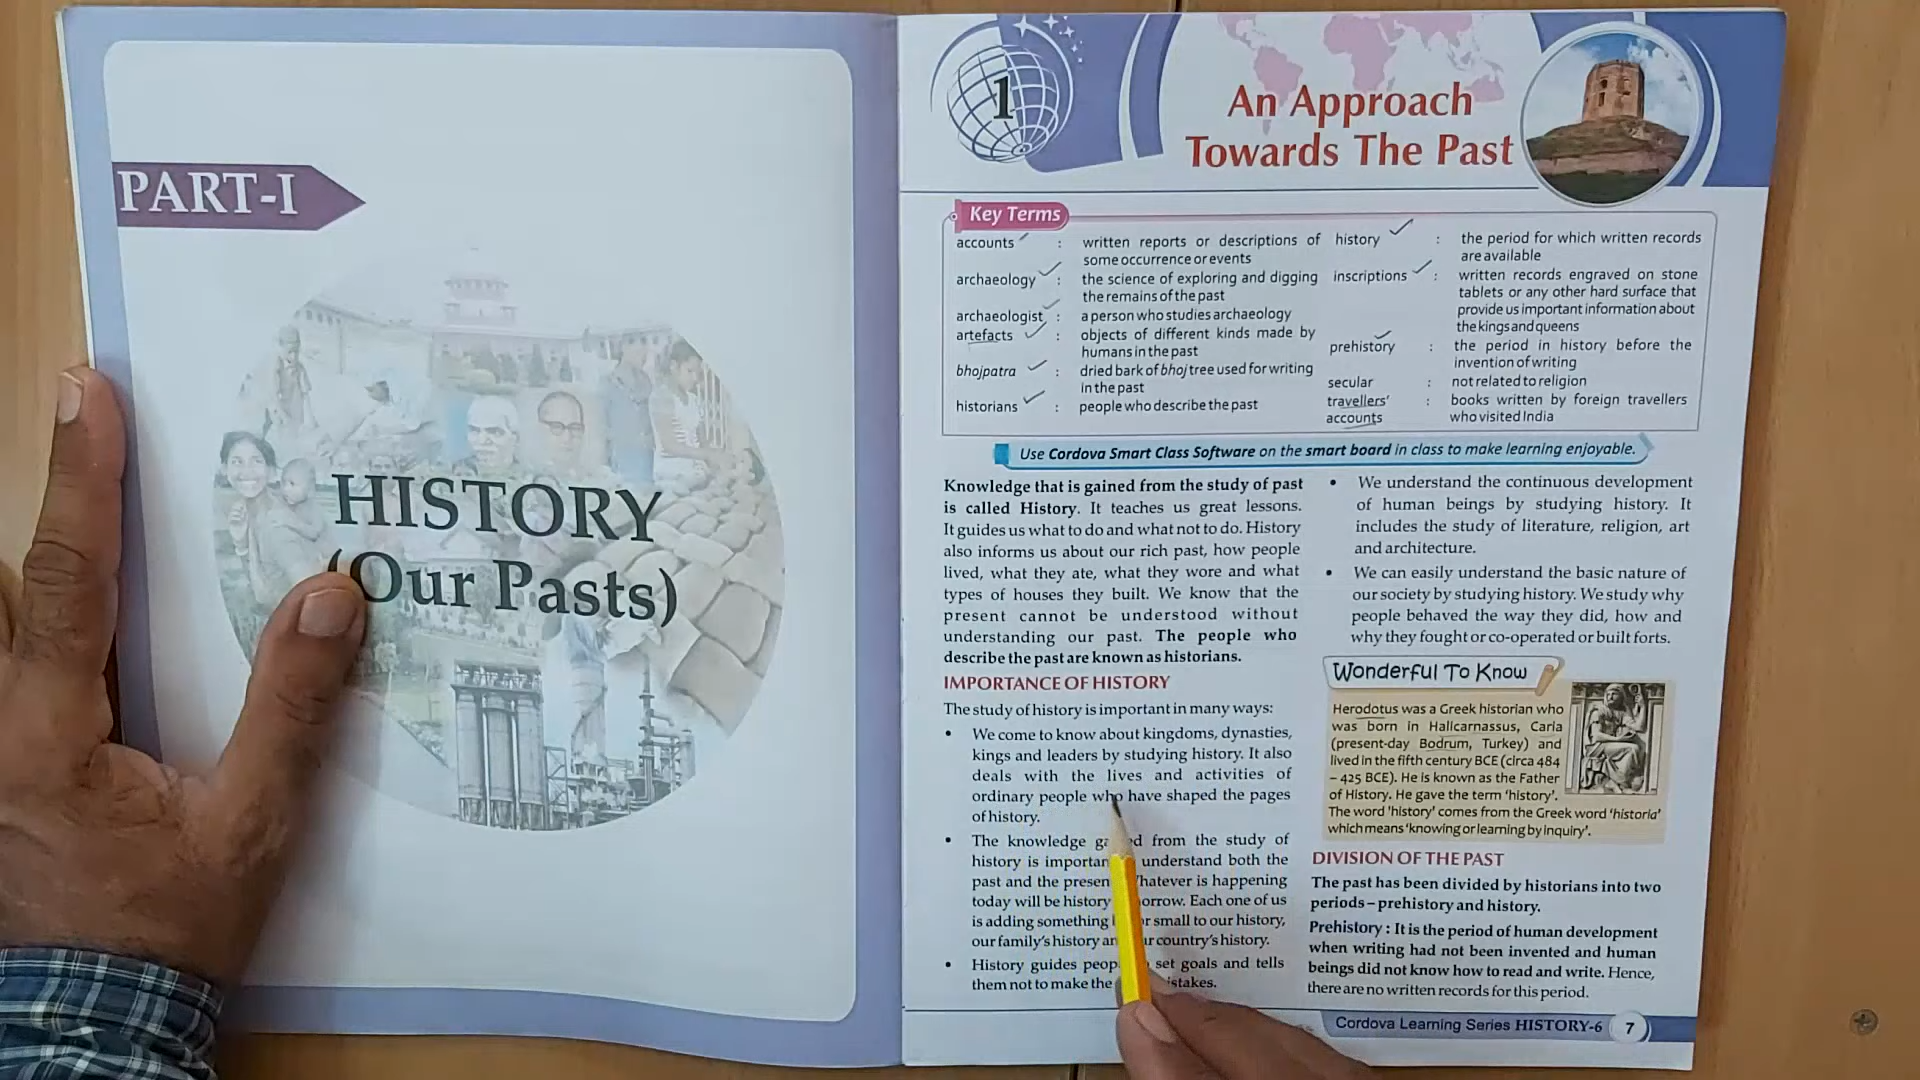 PART-I
HISTORY
(Our Pasts)
1
An Approach
Towards The Past
Key Terms
accounts : written reports or descriptions of
some occurrence or events
archaeology : the science of exploring and digging
the remains of the past
archaeologist : a person who studies archaeology
artefacts : objects of different kinds made by
humans in the past
bhojpatra : dried bark of bhoj tree used for writing
in the past
historians : people who describe the past
history : the period for which written records
are available
inscriptions : written records engraved on stone
tablets or any other hard surface that
provide us important information about
the kings and queens
prehistory : the period in history before the
invention of writing
secular : not related to religion
travellers' : books written by foreign travellers
accounts who visited India
Use Cordova Smart Class Software on the smart board in class to make learning enjoyable.
Knowledge that is gained from the study of past
is called History. It teaches us great lessons.
It guides us what to do and what not to do. History
also informs us about our rich past, how people
lived, what they ate, what they wore and what
types of houses they built. We know that the
present cannot be understood without
understanding our past. The people who
describe the past are known as historians.
IMPORTANCE OF HISTORY
The study of history is important in many ways:
• We come to know about kingdoms, dynasties,
kings and leaders by studying history. It also
deals with the lives and activities of
ordinary people who have shaped the pages
of history.
• The knowledge from the study of
history is understand both the
past and the
today will be history Each one of us
is adding something small to our history,
our family's history country's history.
• History guides set goals and tells
them not to make the
• We understand the continuous development
of human beings by studying history. It
includes the study of literature, religion, art
and architecture.
• We can easily understand the basic nature of
our society by studying history. We study why
people behaved the way they did, how and
why they fought or co-operated or built forts.
Wonderful To Know
Herodotus was a Greek historian who
was born in Halicarnassus, Caria
(present-day Bodrum, Turkey) and
lived in the fifth century BCE (circa 484
– 425 BCE). He is known as the Father
of History. He gave the term 'history'.
The word 'history' comes from the Greek word 'historia'
which means 'knowing or learning by inquiry'.
DIVISION OF THE PAST
The past has been divided by historians into two
periods – prehistory and history.
Prehistory : It is the period of human development
when writing had not been invented and human
beings did not know how to read and write. Hence,
there are no written records for this period.
Cordova Learning Series HISTORY-6 7